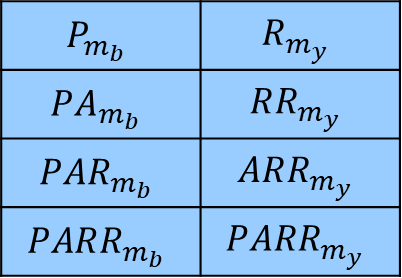 P_{m_b} R_{m_y}
PA_{m_b} RR_{m_y}
PAR_{m_b} ARR_{m_y}
PARR_{m_b} PARR_{m_y}